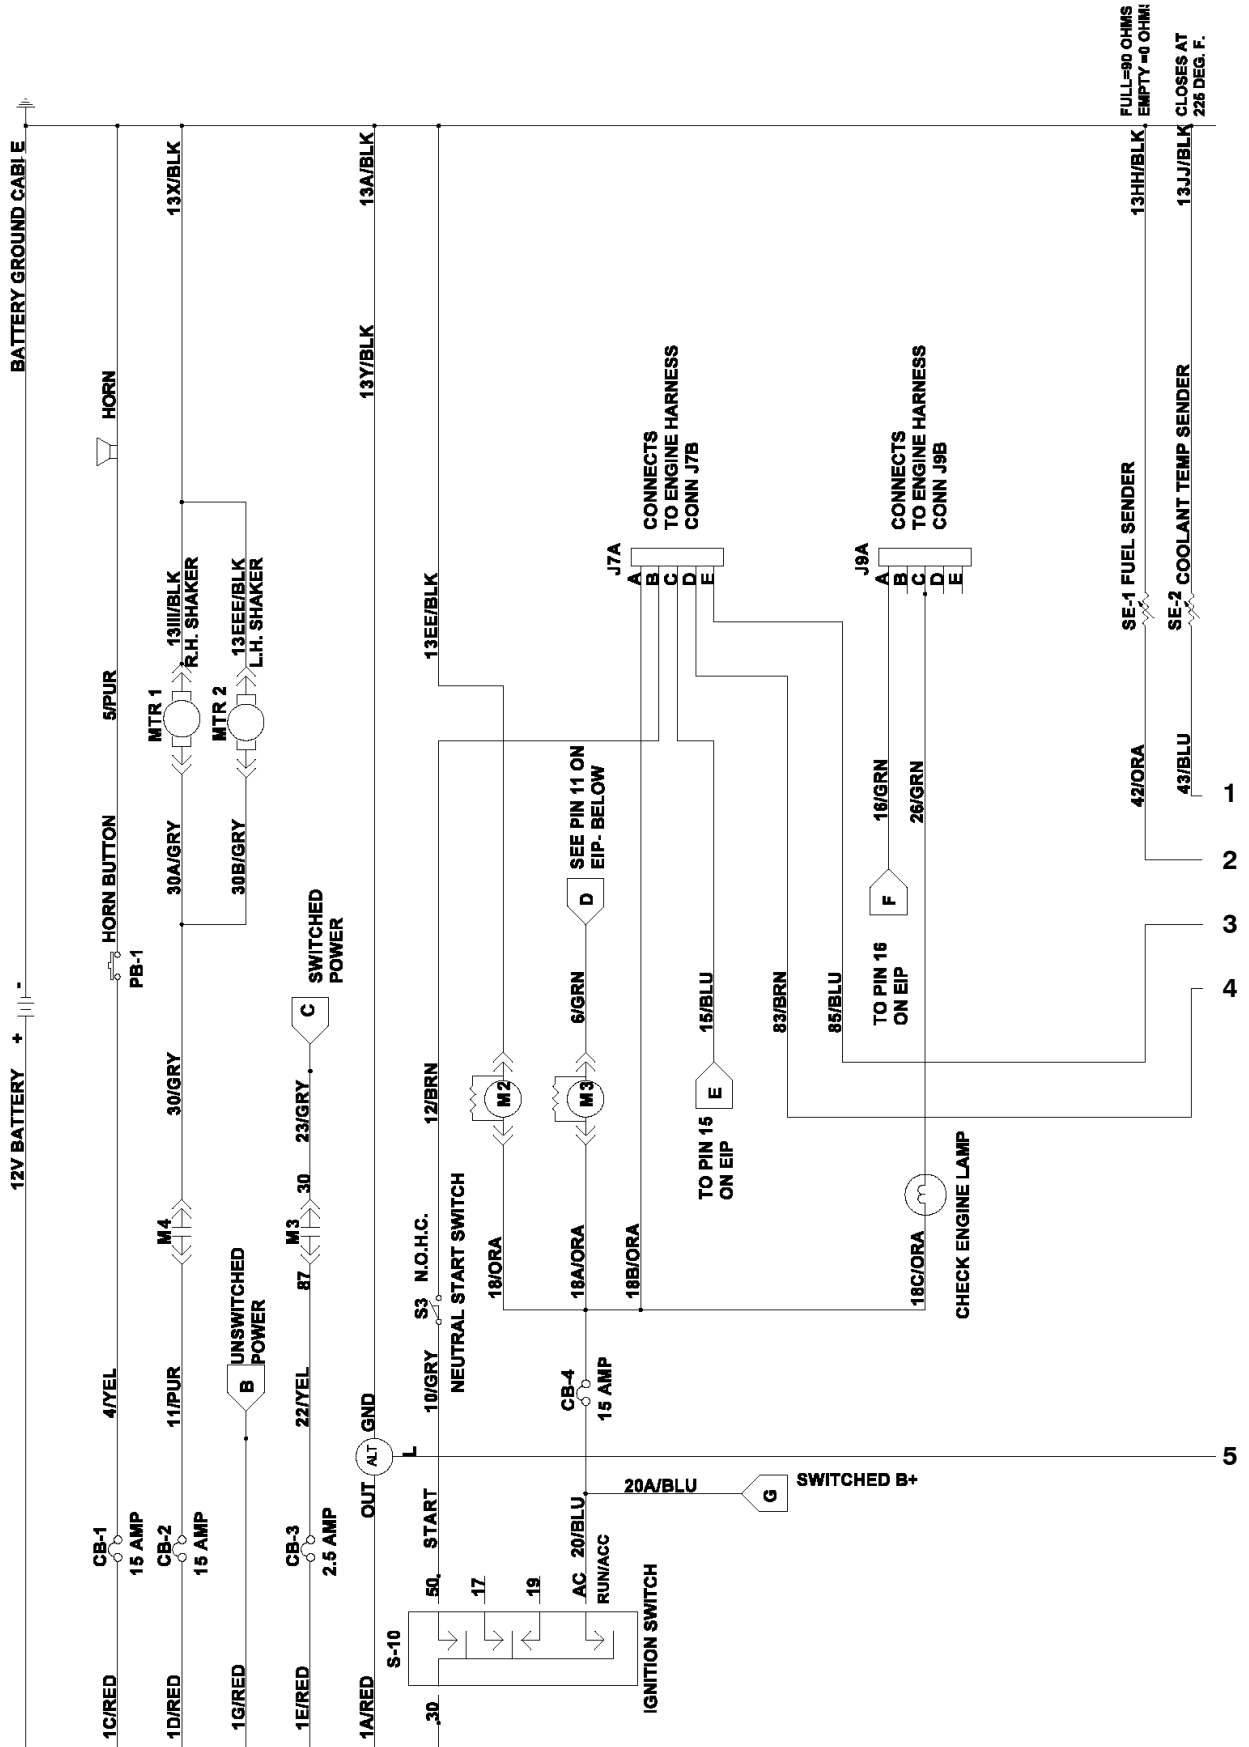 BATTERY GROUND CABLE
12V BATTERY + -
1C/RED
CB-1
15 AMP
4/YEL
PB-1
HORN BUTTON
5/PUR
HORN
1D/RED
CB-2
15 AMP
11/PUR
M4
30/GRY
30A/GRY
MTR 1
13III/BLK
R.H. SHAKER
13X/BLK
30B/GRY
MTR 2
13EEE/BLK
L.H. SHAKER
1G/RED
B
UNSWITCHED
POWER
1E/RED
CB-3
2.5 AMP
22/YEL
87
M3
30
23/GRY
C
SWITCHED
POWER
1A/RED
OUT
ALT
GND
L
13Y/BLK
13A/BLK
30
S-10
IGNITION SWITCH
50
17
19
AC
RUN/ACC
START
10/GRY
S3
N.O.H.C.
NEUTRAL START SWITCH
12/BRN
13EE/BLK
20/BLU
20A/BLU
G
SWITCHED B+
CB-4
15 AMP
18/ORA
M2
18A/ORA
M3
6/GRN
D
SEE PIN 11 ON
EIP- BELOW
18B/ORA
TO PIN 15
ON EIP
E
15/BLU
83/BRN
85/BLU
J7A
A
B
C
D
E
CONNECTS
TO ENGINE HARNESS
CONN J7B
18C/ORA
CHECK ENGINE LAMP
TO PIN 16
ON EIP
F
16/GRN
26/GRN
J9A
A
B
C
D
E
CONNECTS
TO ENGINE HARNESS
CONN J9B
42/ORA
SE-1 FUEL SENDER
13HH/BLK
FULL=90 OHMS
EMPTY =0 OHMS
43/BLU
SE-2 COOLANT TEMP SENDER
13JJ/BLK
CLOSES AT
225 DEG. F.
1
2
3
4
5